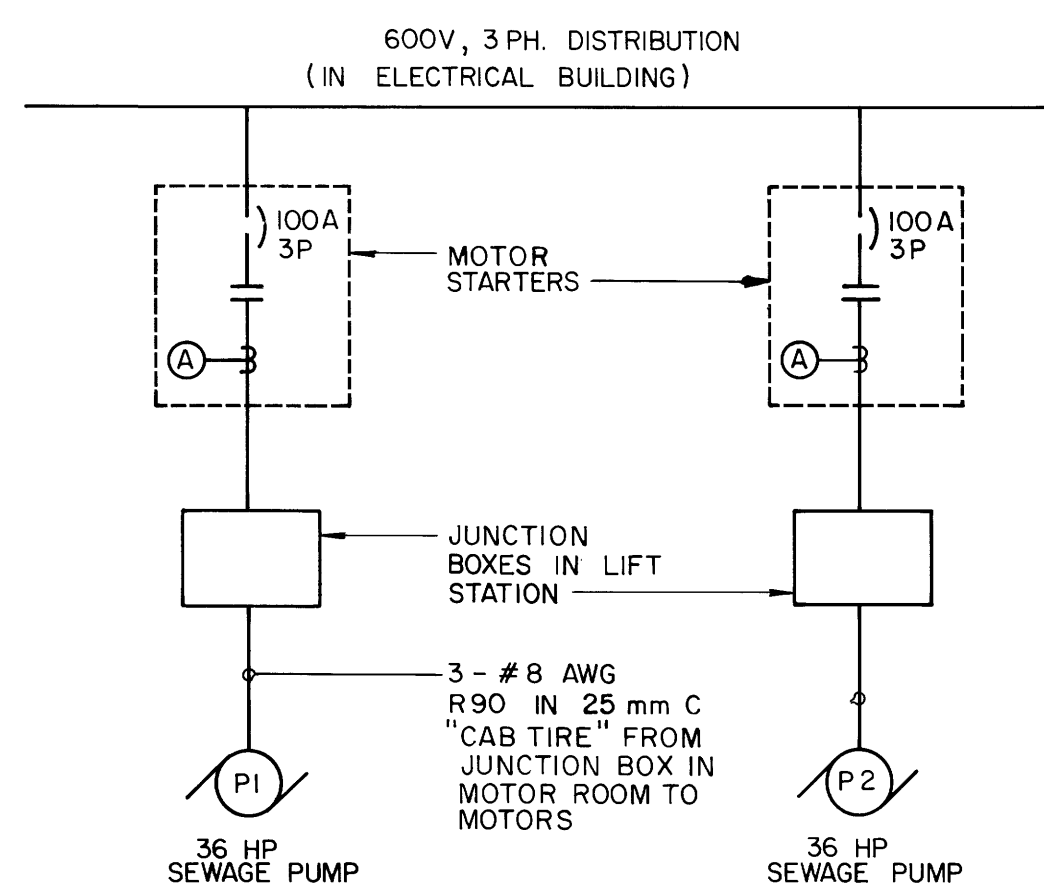 600V, 3 PH. DISTRIBUTION
(IN ELECTRICAL BUILDING)
100A
3P
100A
3P
MOTOR
STARTERS
A
A
JUNCTION
BOXES IN LIFT
STATION
3 - #8 AWG
R90 IN 25 mm C
"CAB TIRE" FROM
JUNCTION BOX IN
MOTOR ROOM TO
MOTORS
P1
P2
36 HP
SEWAGE PUMP
36 HP
SEWAGE PUMP